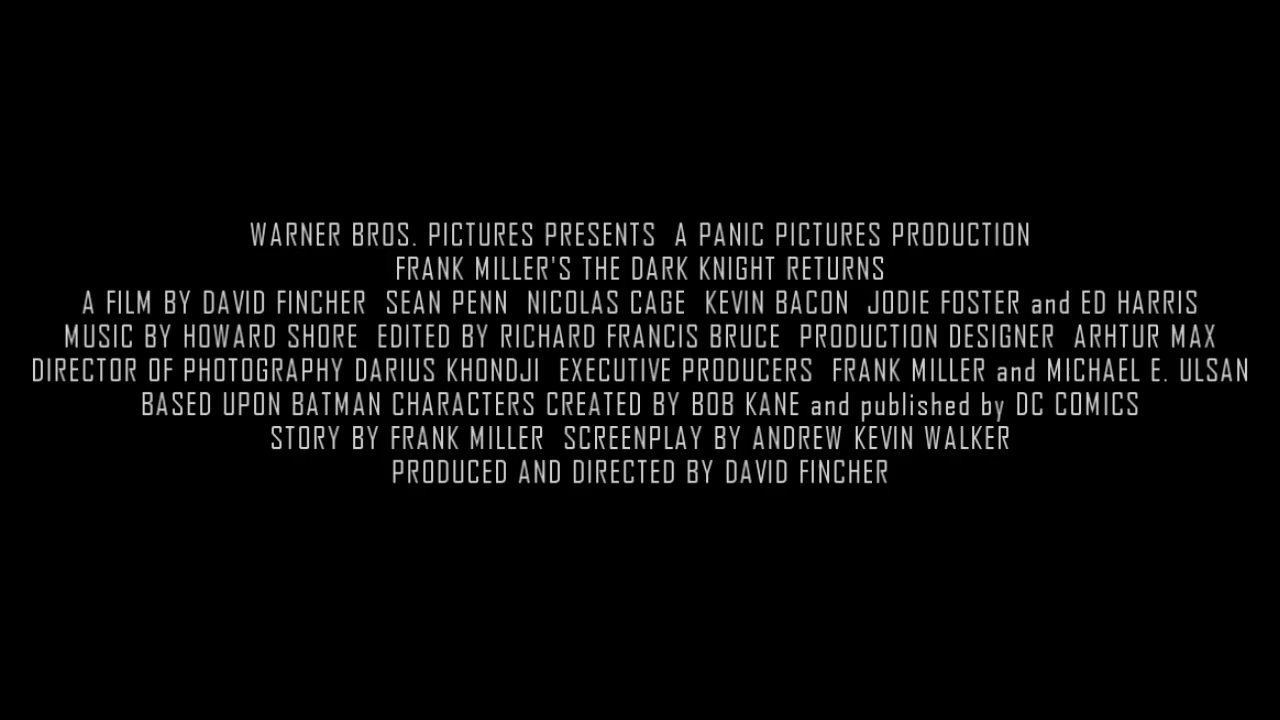 WARNER BROS. PICTURES PRESENTS A PANIC PICTURES PRODUCTION
FRANK MILLER'S THE DARK KNIGHT RETURNS
A FILM BY DAVID FINCHER SEAN PENN NICOLAS CAGE KEVIN BACON JODIE FOSTER and ED HARRIS
MUSIC BY HOWARD SHORE EDITED BY RICHARD FRANCIS BRUCE PRODUCTION DESIGNER ARHTUR MAX
DIRECTOR OF PHOTOGRAPHY DARIUS KHONDJI EXECUTIVE PRODUCERS FRANK MILLER and MICHAEL E. ULSAN
BASED UPON BATMAN CHARACTERS CREATED BY BOB KANE and published by DC COMICS
STORY BY FRANK MILLER SCREENPLAY BY ANDREW KEVIN WALKER
PRODUCED AND DIRECTED BY DAVID FINCHER